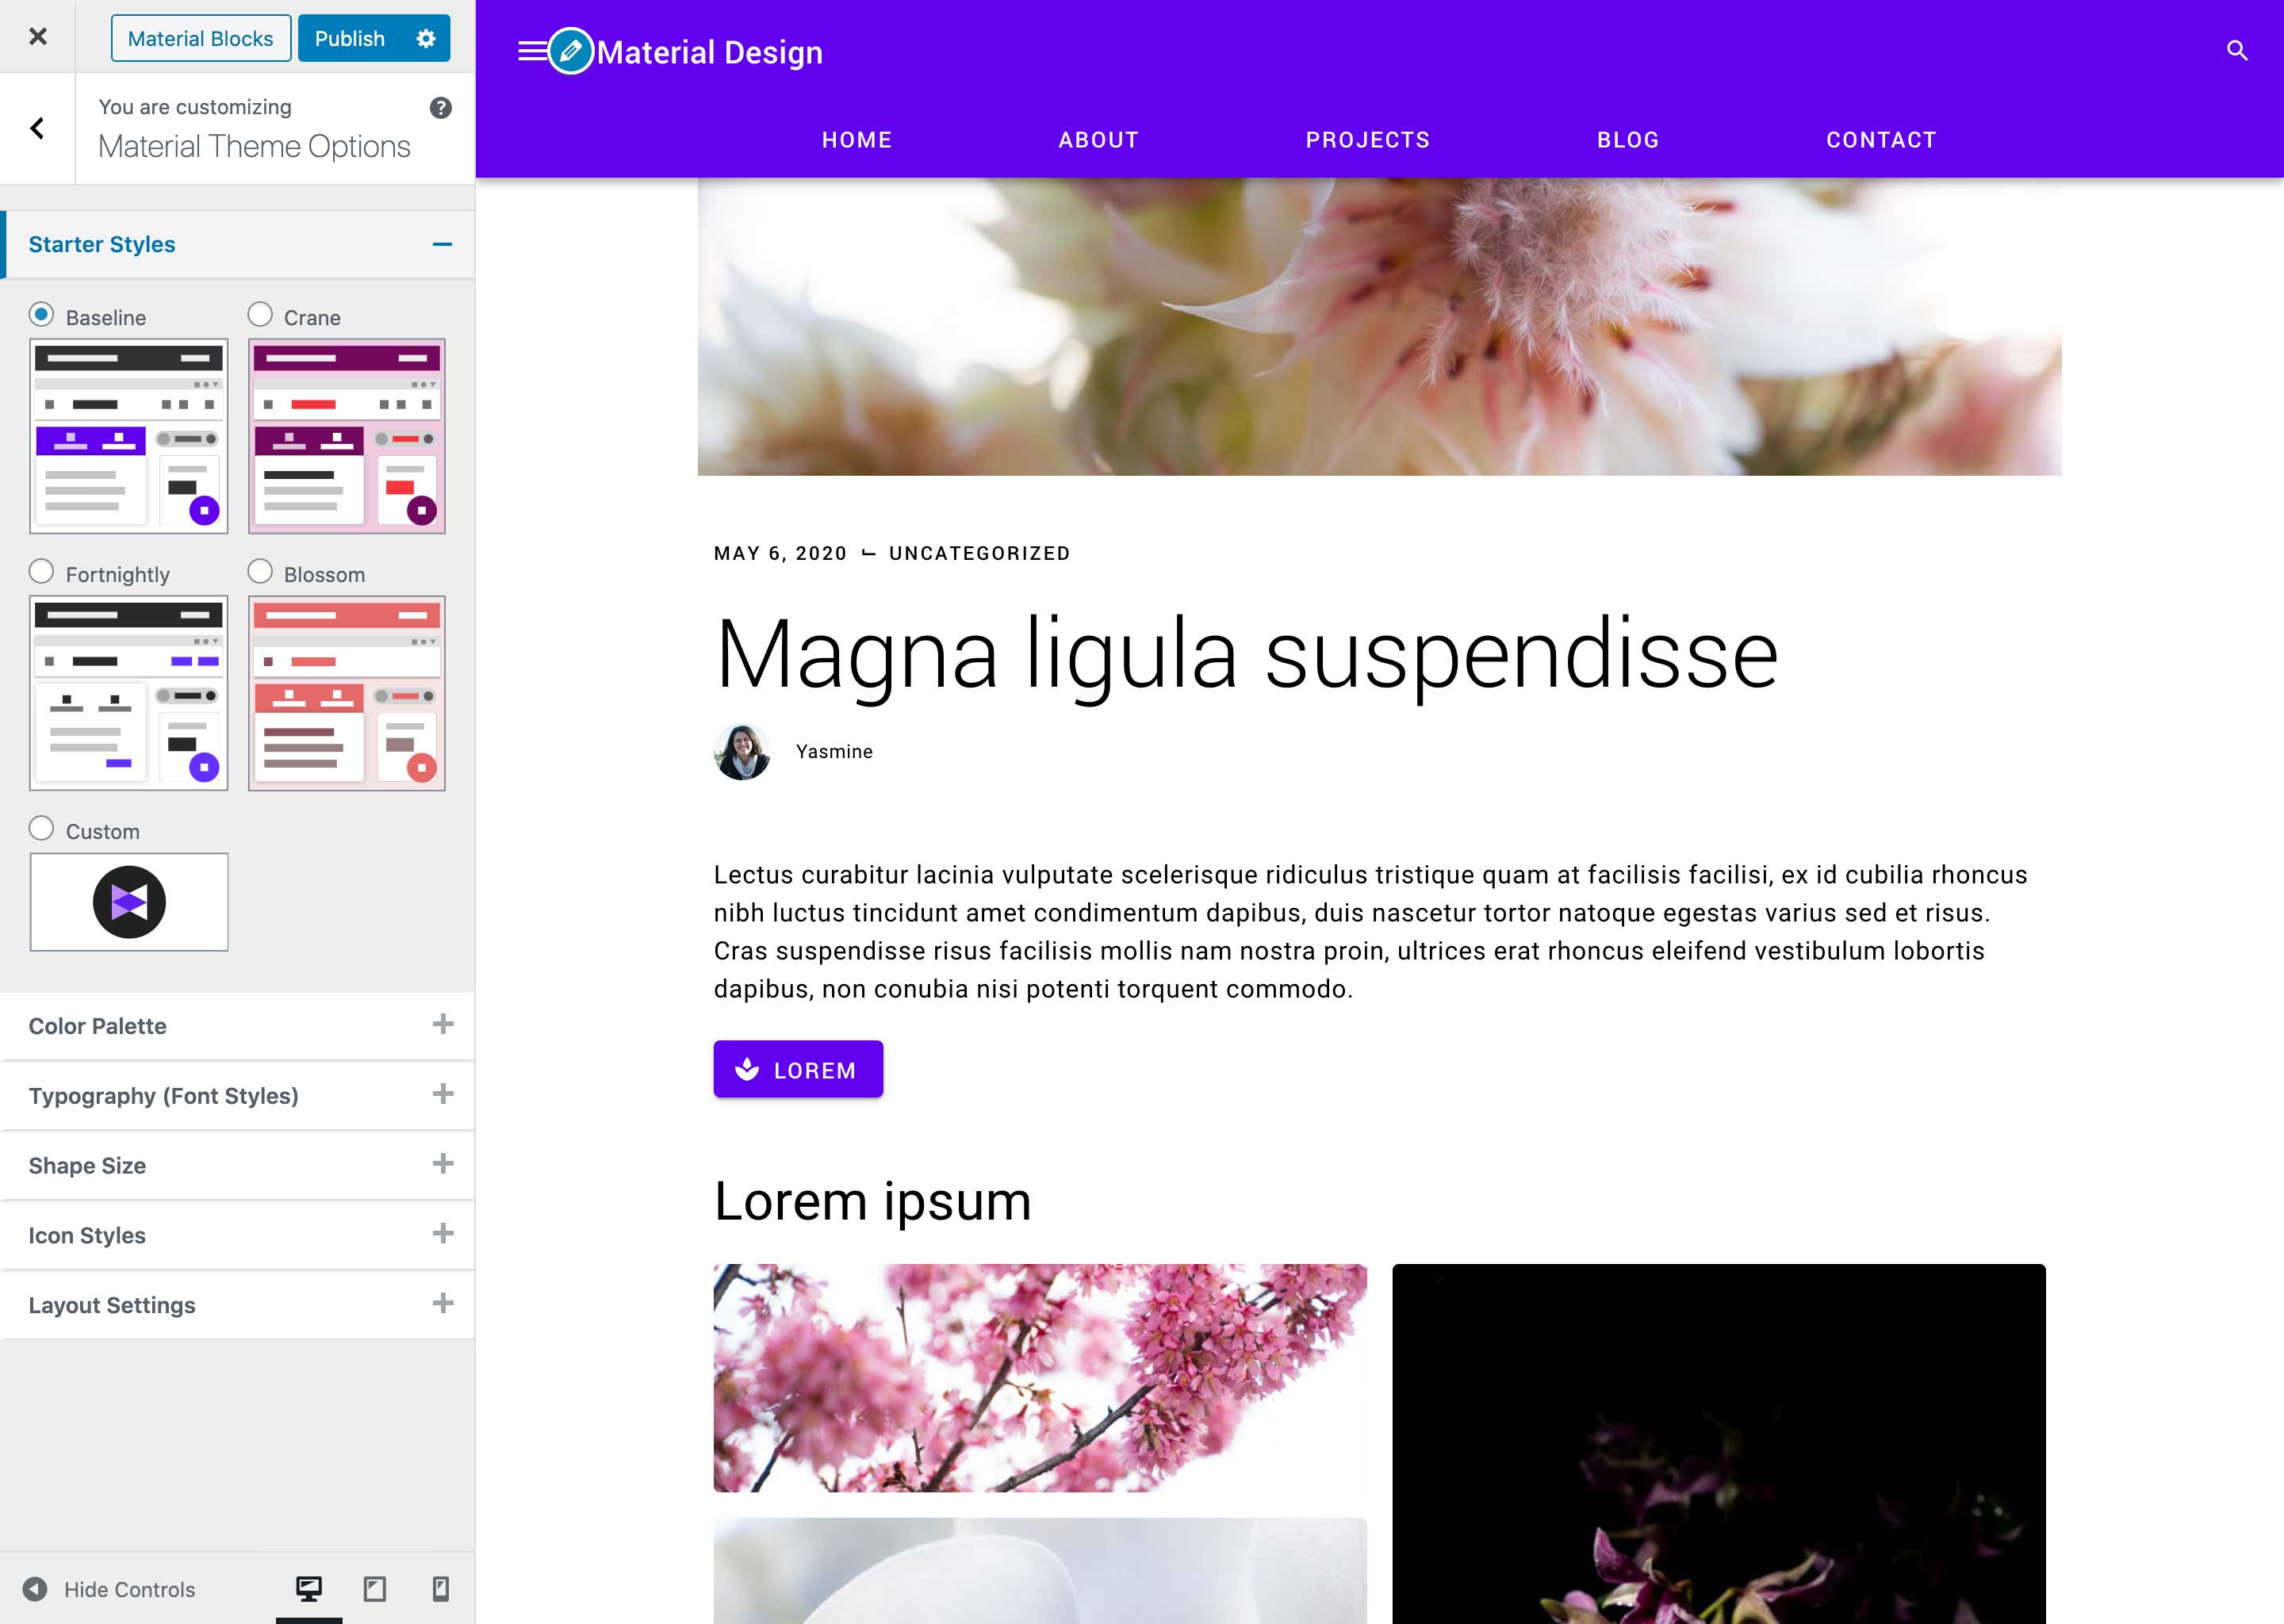 Material Blocks
Publish
You are customizing
Material Theme Options
Starter Styles
Baseline
Crane
Fortnightly
Blossom
Custom
Color Palette
Typography (Font Styles)
Shape Size
Icon Styles
Layout Settings
Hide Controls
Material Design
HOME ABOUT PROJECTS BLOG CONTACT
MAY 6, 2020 — UNCATEGORIZED
Magna ligula suspendisse
Yasmine
Lectus curabitur lacinia vulputate scelerisque ridiculus tristique quam at facilisis facilisi, ex id cubilia rhoncus
nibh luctus tincidunt amet condimentum dapibus, duis nascetur tortor natoque egestas varius sed et risus.
Cras suspendisse risus facilisis mollis nam nostra proin, ultrices erat rhoncus eleifend vestibulum lobortis
dapibus, non conubia nisi potenti torquent commodo.
LOREM
Lorem ipsum